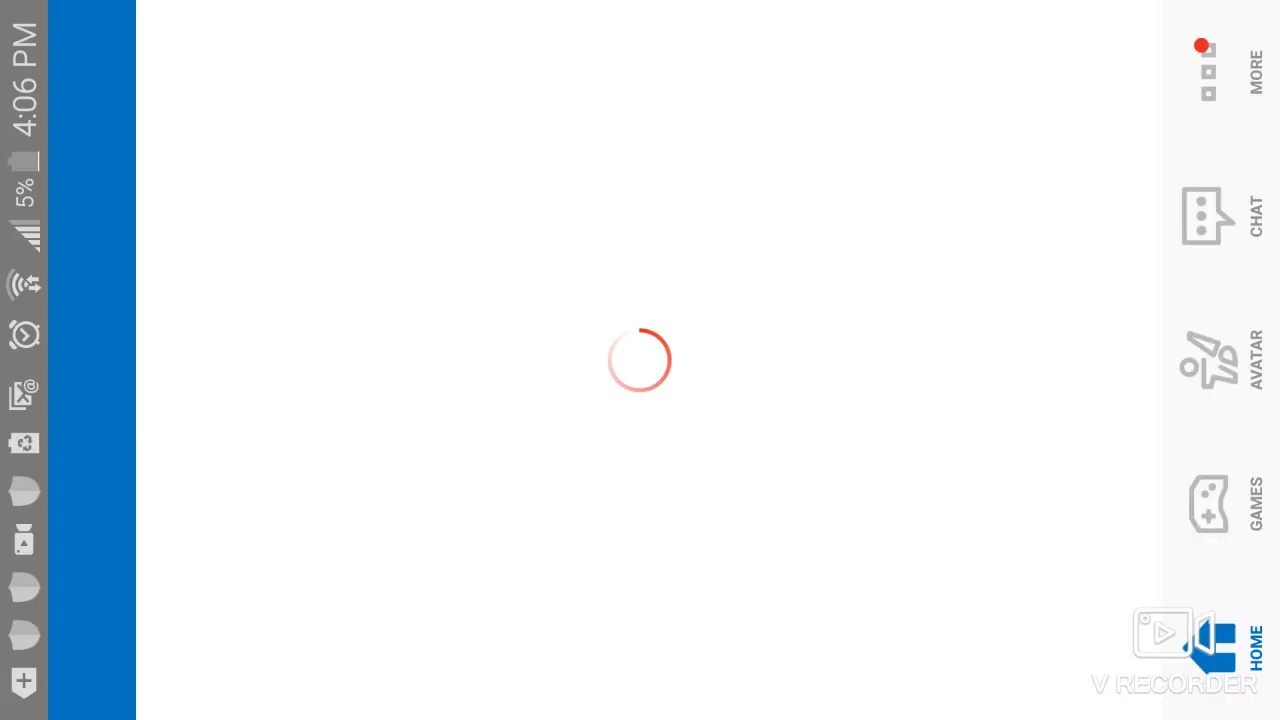 5% 4:06 PM
HOME
GAMES
AVATAR
CHAT
MORE
V RECORDER